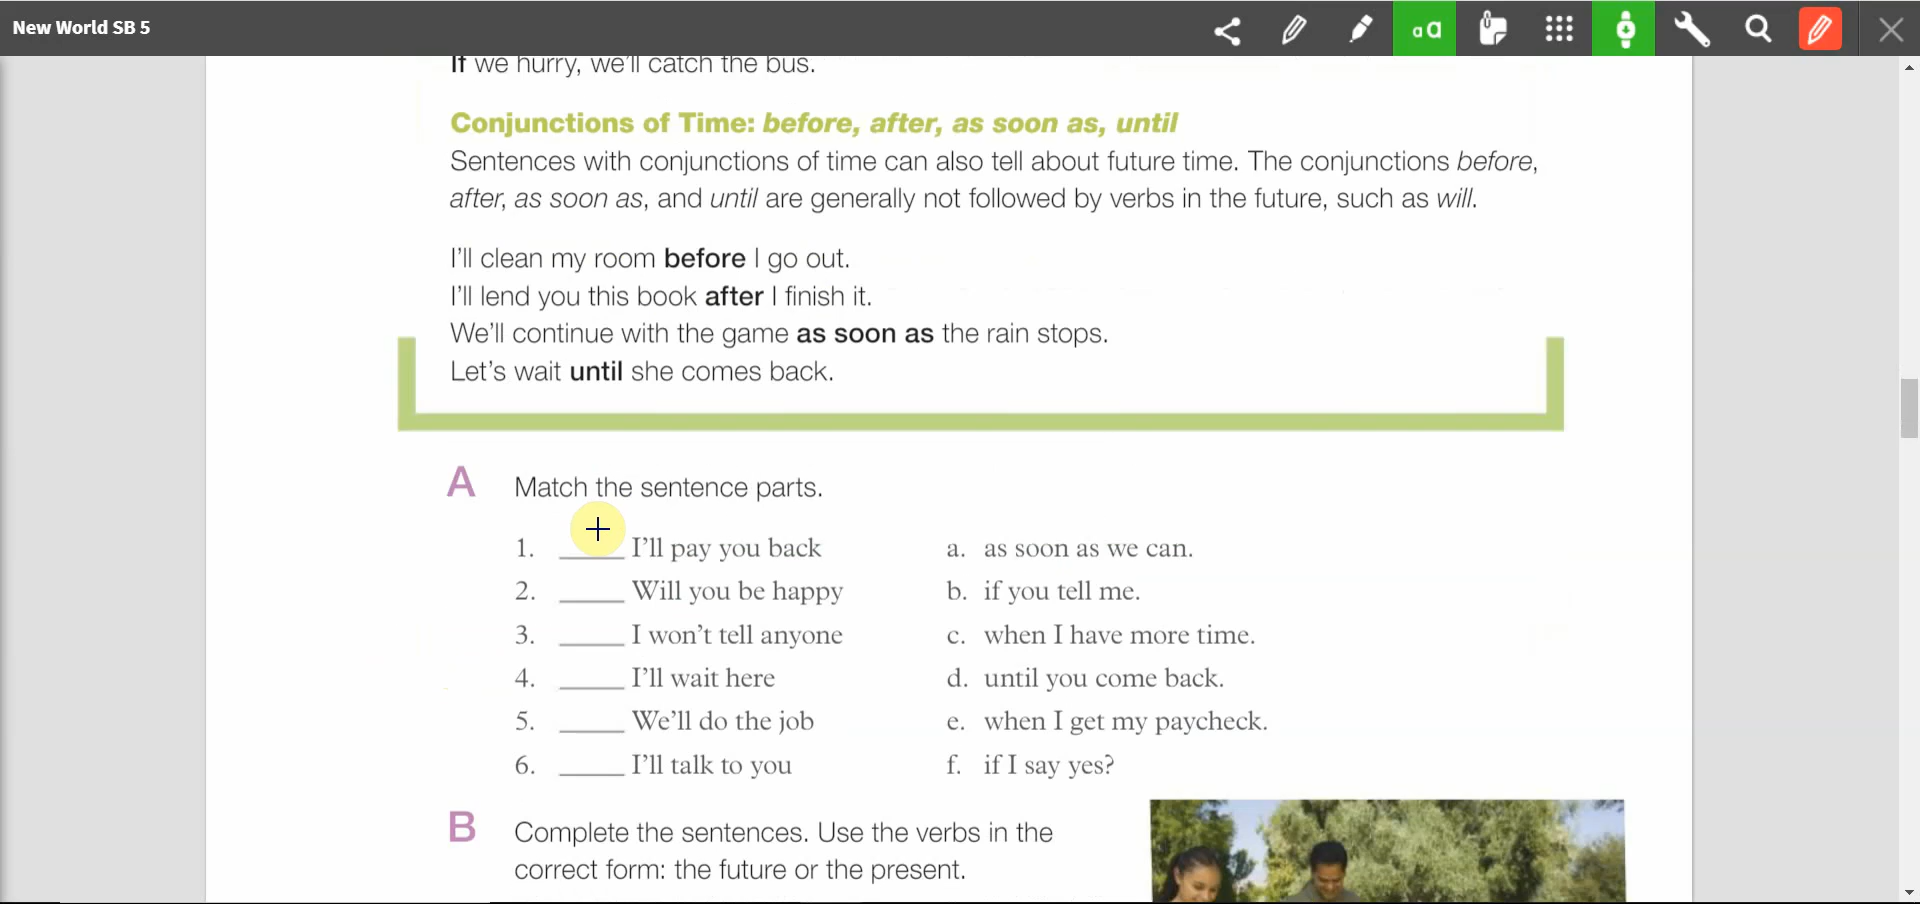 New World SB 5
aa
If we hurry, we'll catch the bus.
Conjunctions of Time: before, after, as soon as, until
Sentences with conjunctions of time can also tell about future time. The conjunctions before,
after, as soon as, and until are generally not followed by verbs in the future, such as will.
I'll clean my room before I go out.
I'll lend you this book after I finish it.
We'll continue with the game as soon as the rain stops.
Let's wait until she comes back.
A Match the sentence parts.
1. _____ I'll pay you back a. as soon as we can.
2. _____ Will you be happy b. if you tell me.
3. _____ I won't tell anyone c. when I have more time.
4. _____ I'll wait here d. until you come back.
5. _____ We'll do the job e. when I get my paycheck.
6. _____ I'll talk to you f. if I say yes?
B Complete the sentences. Use the verbs in the
correct form: the future or the present.